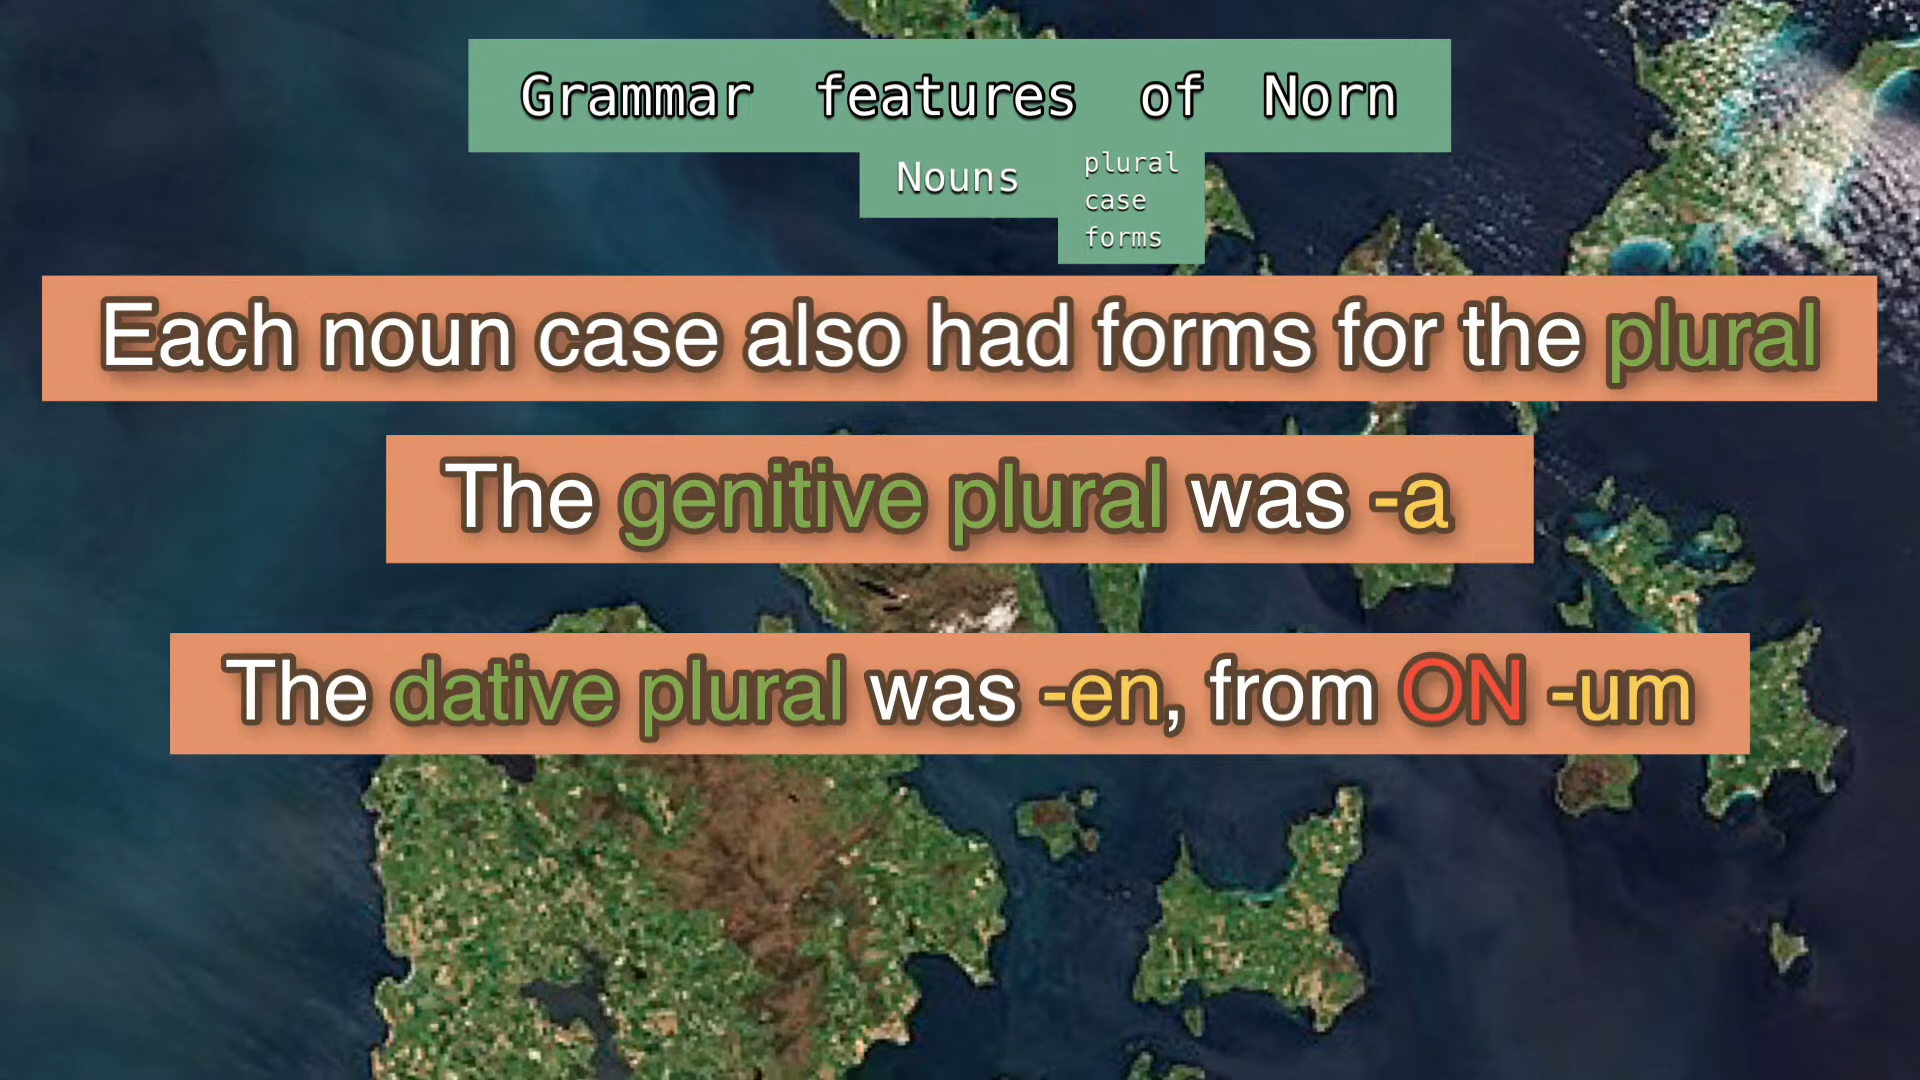 Grammar features of Norn
Nouns
plural
case
forms
Each noun case also had forms for the plural
The genitive plural was -a
The dative plural was -en, from ON -um